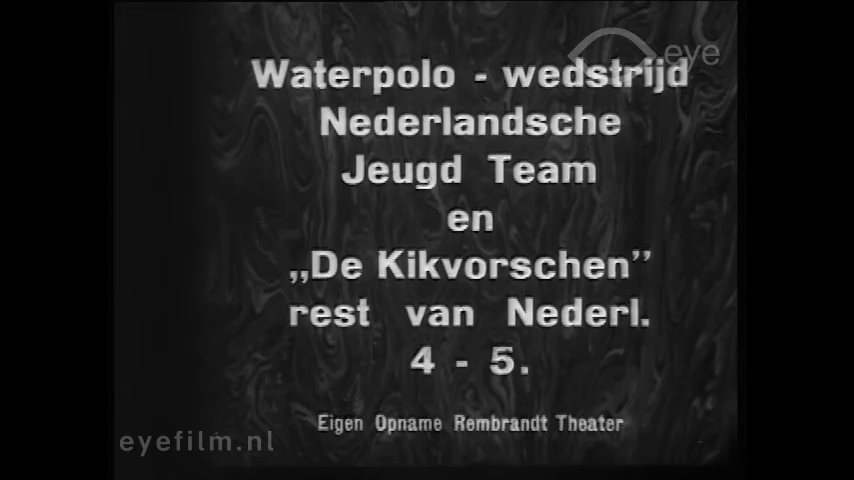 eye
Waterpolo - wedstrijd
Nederlandsche
Jeugd Team
en
„De Kikvorschen”
rest van Nederl.
4 - 5.
Eigen Opname Rembrandt Theater
eyefilm.nl